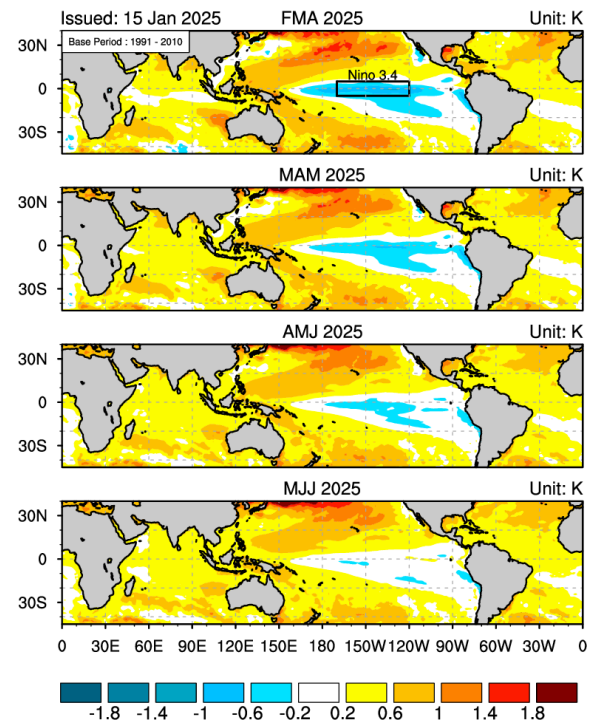 Issued: 15 Jan 2025 FMA 2025 Unit: K
Base Period : 1991 - 2010
30N
Nino 3.4
0
30S
MAM 2025 Unit: K
30N
0
30S
AMJ 2025 Unit: K
30N
0
30S
MJJ 2025 Unit: K
30N
0
30S
0 30E 60E 90E 120E 150E 180 150W 120W 90W 60W 30W 0
-1.8 -1.4 -1 -0.6 -0.2 0.2 0.6 1 1.4 1.8